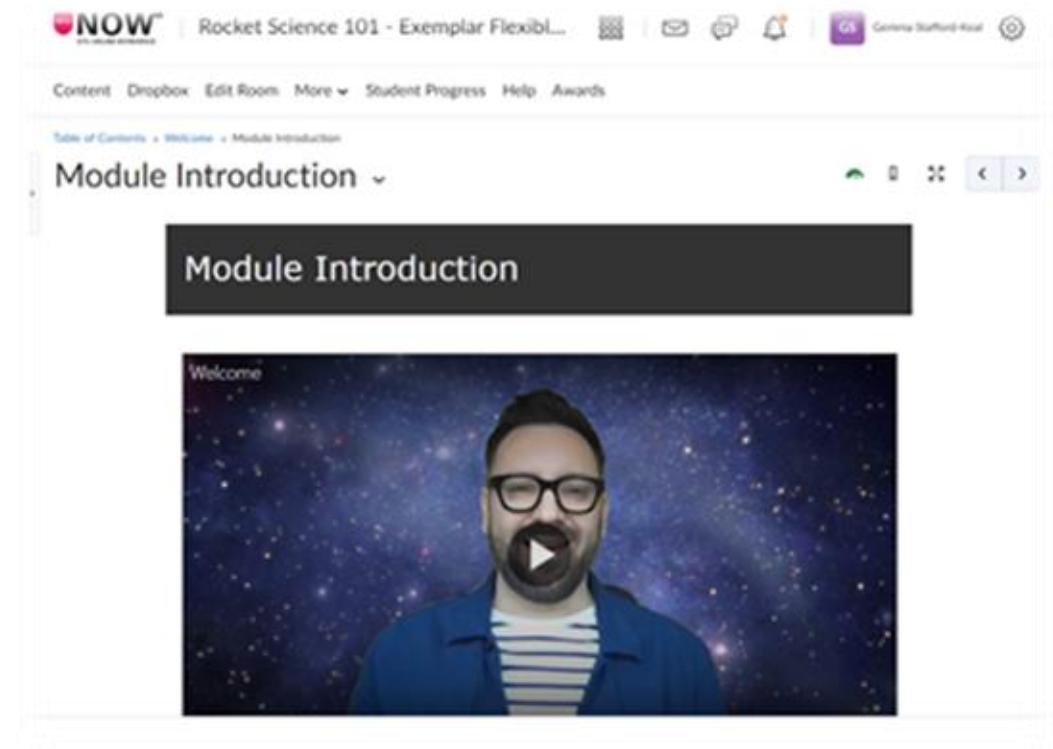 NOW
Rocket Science 101 - Exemplar Flexibl...
GS
Content Dropbox Edit Room More Student Progress Help Awards
Table of Contents Welcome Module Introduction
Module Introduction
Module Introduction
Welcome